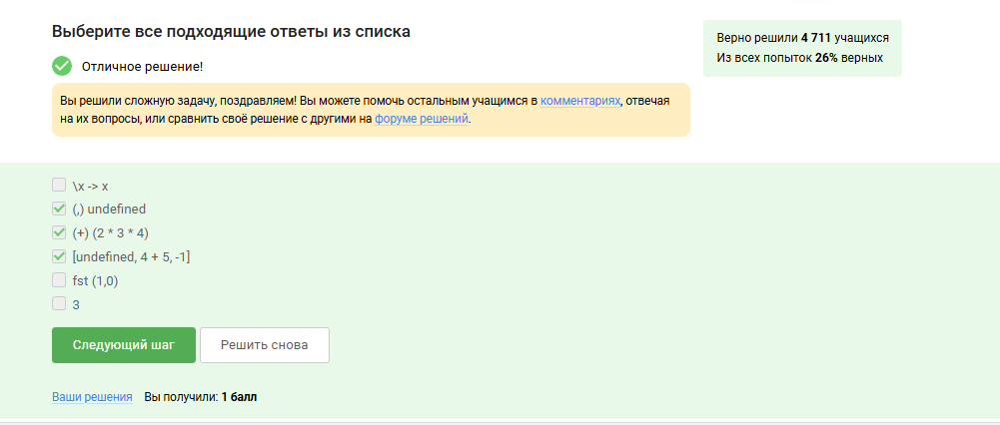 Выберите все подходящие ответы из списка
Верно решили 4 711 учащихся
Из всех попыток 26% верных
Отличное решение!
Вы решили сложную задачу, поздравляем! Вы можете помочь остальным учащимся в комментариях, отвечая
на их вопросы, или сравнить своё решение с другими на форуме решений.
\x -> x
(,) undefined
(+) (2 * 3 * 4)
[undefined, 4 + 5, -1]
fst (1,0)
3
Следующий шаг
Решить снова
Ваши решения Вы получили: 1 балл